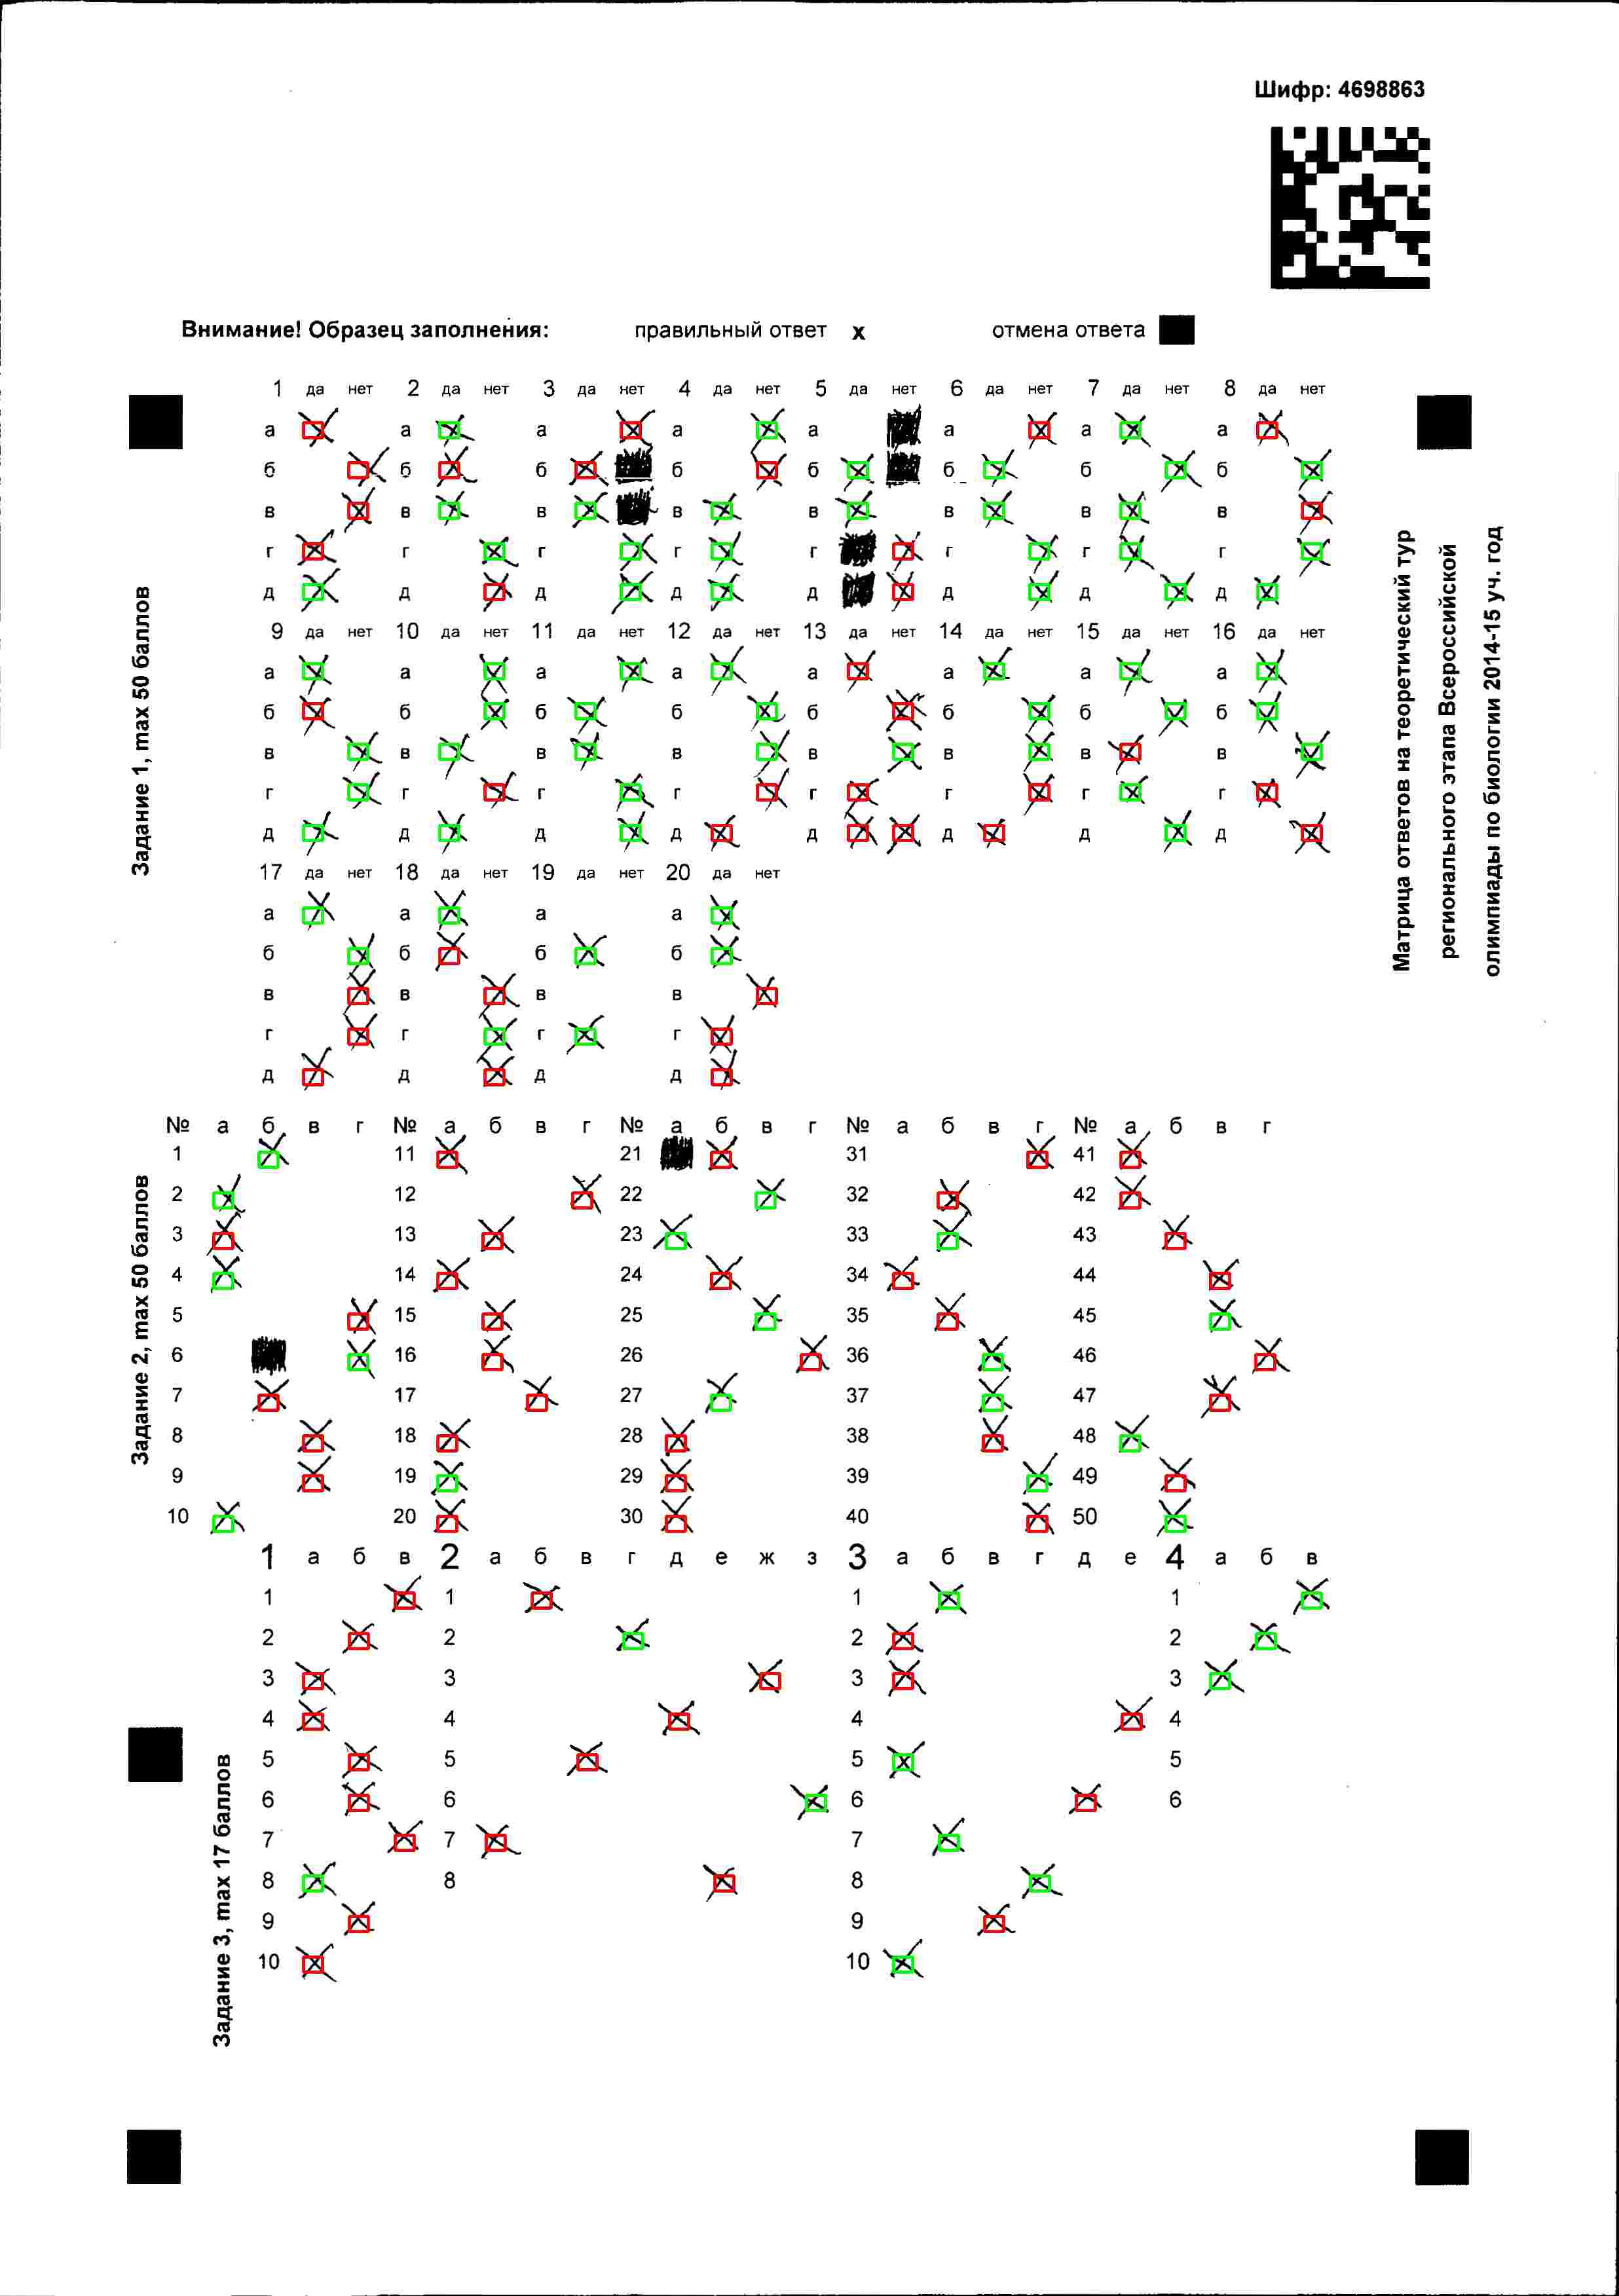 Шифр: 4698863
Внимание! Образец заполнения: правильный ответ х отмена ответа
Задание 1, max 50 баллов
1 да нет 2 да нет 3 да нет 4 да нет 5 да нет 6 да нет 7 да нет 8 да нет
а а а а а а а а
б б б б б б б б
в в в в в в в в
г г г г г г г г
д д д д д д д д
9 да нет 10 да нет 11 да нет 12 да нет 13 да нет 14 да нет 15 да нет 16 да нет
а а а а а а а а
б б б б б б б б
в в в в в в в в
г г г г г г г г
д д д д д д д д
17 да нет 18 да нет 19 да нет 20 да нет
а а а а
б б б б
в в в в
г г г г
д д д д
Матрица ответов на теоретический тур
регионального этапа Всероссийской
олимпиады по биологии 2014-15 уч. год
Задание 2, max 50 баллов
№ а б в г № а б в г № а б в г № а б в г № а б в г
1 11 21 31 41
2 12 22 32 42
3 13 23 33 43
4 14 24 34 44
5 15 25 35 45
6 16 26 36 46
7 17 27 37 47
8 18 28 38 48
9 19 29 39 49
10 20 30 40 50
Задание 3, max 17 баллов
1 а б в 2 а б в г д е ж з 3 а б в г д е 4 а б в
1 1 1 1
2 2 2 2
3 3 3 3
4 4 4 4
5 5 5 5
6 6 6 6
7 7 7
8 8 8
9 9
10 10